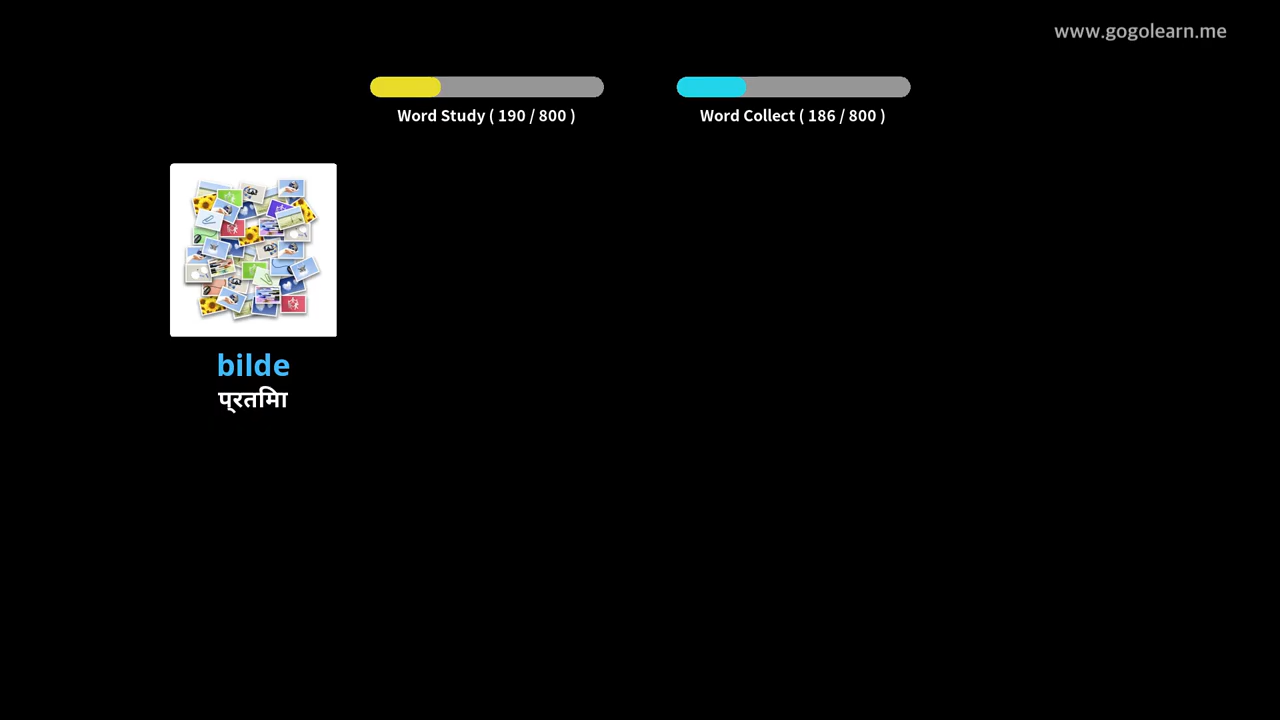 www.gogolearn.me
Word Study ( 190 / 800 )
Word Collect ( 186 / 800 )
bilde
प्रतिमा